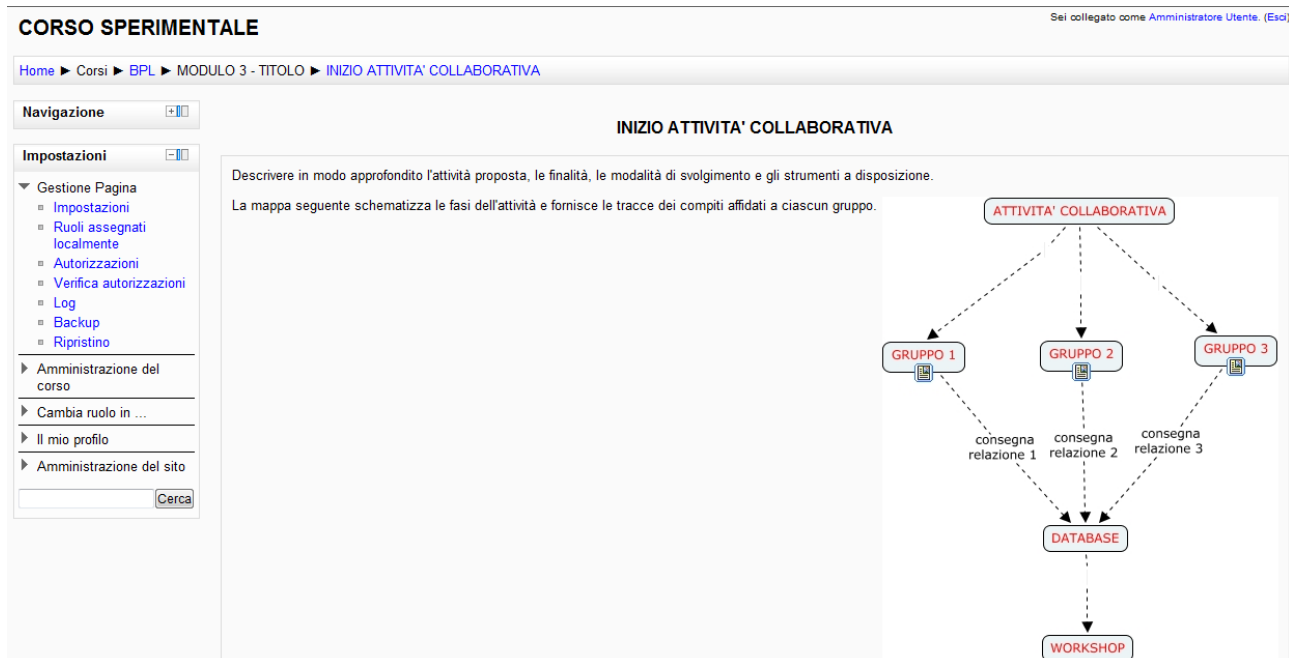 CORSO SPERIMENTALE
Sei collegato come Amministratore Utente. (Esci)
Home ► Corsi ► BPL ► MODULO 3 - TITOLO ► INIZIO ATTIVITA' COLLABORATIVA
Navigazione
Impostazioni
Gestione Pagina
Impostazioni
Ruoli assegnati
localmente
Autorizzazioni
Verifica autorizzazioni
Log
Backup
Ripristino
Amministrazione del
corso
Cambia ruolo in ...
Il mio profilo
Amministrazione del sito
Cerca
INIZIO ATTIVITA' COLLABORATIVA
Descrivere in modo approfondito l'attività proposta, le finalità, le modalità di svolgimento e gli strumenti a disposizione.
La mappa seguente schematizza le fasi dell'attività e fornisce le tracce dei compiti affidati a ciascun gruppo.
ATTIVITA' COLLABORATIVA
GRUPPO 1
GRUPPO 2
GRUPPO 3
consegna
relazione 1
consegna
relazione 2
consegna
relazione 3
DATABASE
WORKSHOP